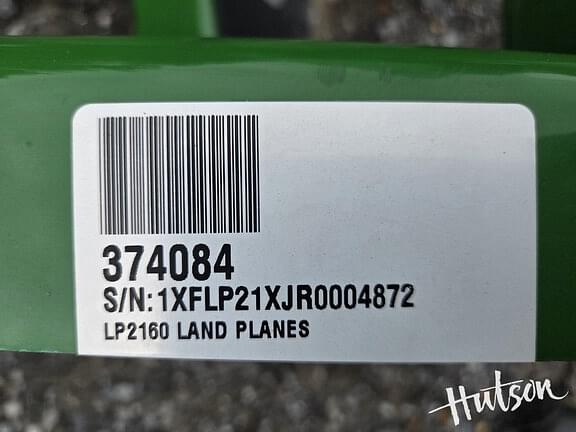 374084
S/N:1XFLP21XJR0004872
LP2160 LAND PLANES
Hutson